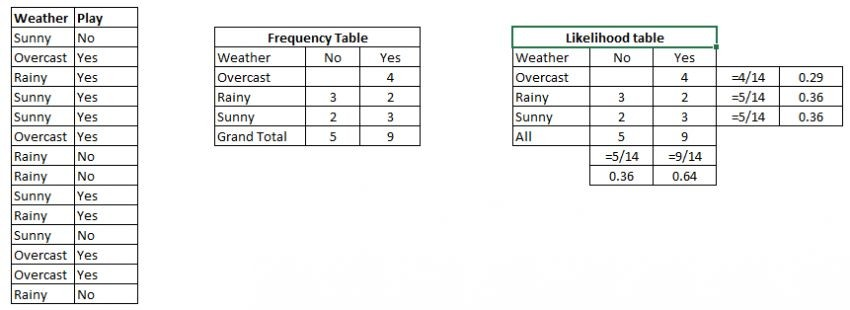 Weather Play
Sunny No
Overcast Yes
Rainy Yes
Sunny Yes
Sunny Yes
Overcast Yes
Rainy No
Rainy No
Sunny Yes
Rainy Yes
Sunny No
Overcast Yes
Overcast Yes
Rainy No
Frequency Table
Weather No Yes
Overcast 4
Rainy 3 2
Sunny 2 3
Grand Total 5 9
Likelihood table
Weather No Yes
Overcast 4 =4/14 0.29
Rainy 3 2 =5/14 0.36
Sunny 2 3 =5/14 0.36
All 5 9
=5/14 =9/14
0.36 0.64